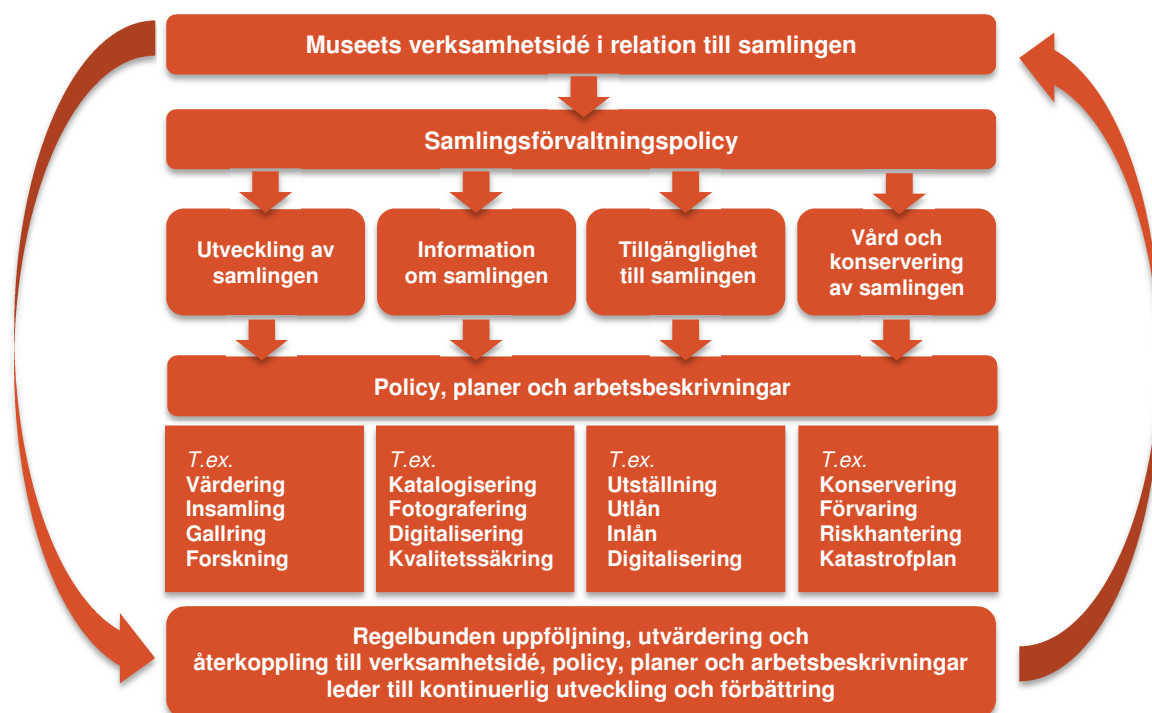 Museets verksamhetsidé i relation till samlingen
Samlingsförvaltningspolicy
Utveckling av
samlingen
Information
om samlingen
Tillgänglighet
till samlingen
Vård och
konservering
av samlingen
Policy, planer och arbetsbeskrivningar
T.ex.
Värdering
Insamling
Gallring
Forskning
T.ex.
Katalogisering
Fotografering
Digitalisering
Kvalitetssäkring
T.ex.
Utställning
Utlån
Inlån
Digitalisering
T.ex.
Konservering
Förvaring
Riskhantering
Katastrofplan
Regelbunden uppföljning, utvärdering och
återkoppling till verksamhetsidé, policy, planer och arbetsbeskrivningar
leder till kontinuerlig utveckling och förbättring